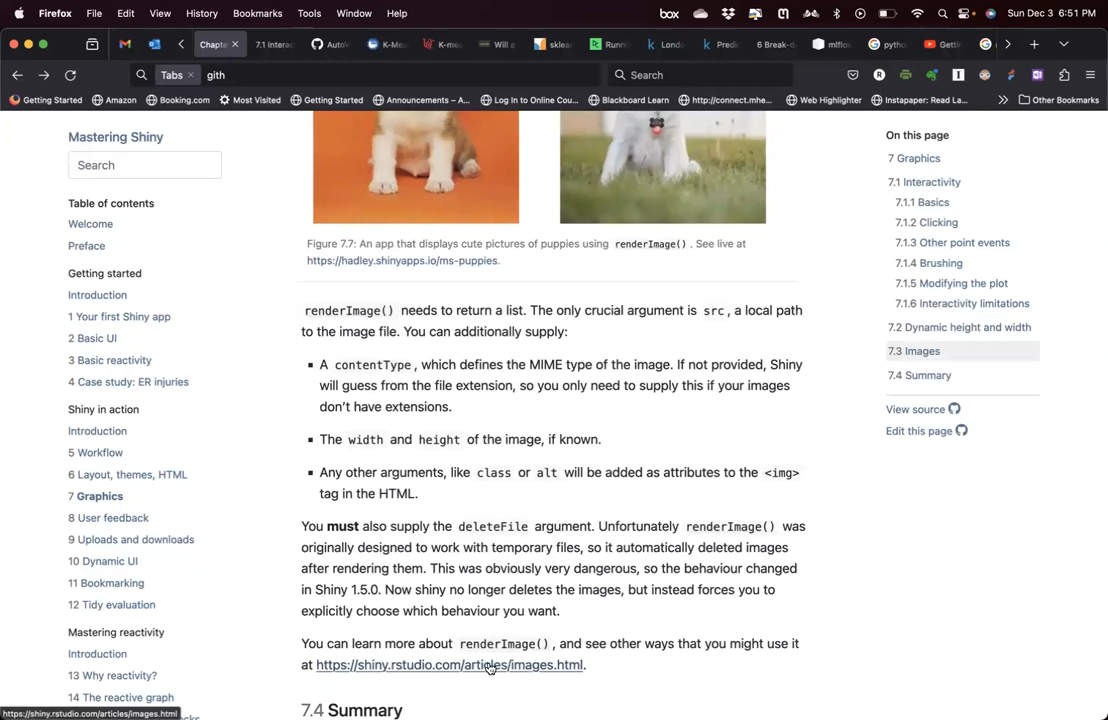 Firefox File Edit View History Bookmarks Tools Window Help box Sun Dec 3 6:51 PM
Chapte 7.1 Interac AutoV K-Me K-mea Will a sklea Runni Lond Predi 6 Break-d mlflow pytho Getti
Tabs gith Search
Getting Started Amazon Booking.com Most Visited Getting Started Announcements – A... Log In to Online Cou... Blackboard Learn http://connect.mhe... Web Highlighter Instapaper: Read La... Other Bookmarks
Mastering Shiny
Search
Table of contents
Welcome
Preface
Getting started
Introduction
1 Your first Shiny app
2 Basic UI
3 Basic reactivity
4 Case study: ER injuries
Shiny in action
Introduction
5 Workflow
6 Layout, themes, HTML
7 Graphics
8 User feedback
9 Uploads and downloads
10 Dynamic UI
11 Bookmarking
12 Tidy evaluation
Mastering reactivity
Introduction
13 Why reactivity?
14 The reactive graph
https://shiny.rstudio.com/articles/images.html
Figure 7.7: An app that displays cute pictures of puppies using renderImage(). See live at
https://hadley.shinyapps.io/ms-puppies.
renderImage() needs to return a list. The only crucial argument is src, a local path
to the image file. You can additionally supply:
▪ A contentType, which defines the MIME type of the image. If not provided, Shiny
will guess from the file extension, so you only need to supply this if your images
don't have extensions.
▪ The width and height of the image, if known.
▪ Any other arguments, like class or alt will be added as attributes to the <img>
tag in the HTML.
You must also supply the deleteFile argument. Unfortunately renderImage() was
originally designed to work with temporary files, so it automatically deleted images
after rendering them. This was obviously very dangerous, so the behaviour changed
in Shiny 1.5.0. Now shiny no longer deletes the images, but instead forces you to
explicitly choose which behaviour you want.
You can learn more about renderImage(), and see other ways that you might use it
at https://shiny.rstudio.com/articles/images.html.
7.4 Summary
On this page
7 Graphics
7.1 Interactivity
7.1.1 Basics
7.1.2 Clicking
7.1.3 Other point events
7.1.4 Brushing
7.1.5 Modifying the plot
7.1.6 Interactivity limitations
7.2 Dynamic height and width
7.3 Images
7.4 Summary
View source
Edit this page